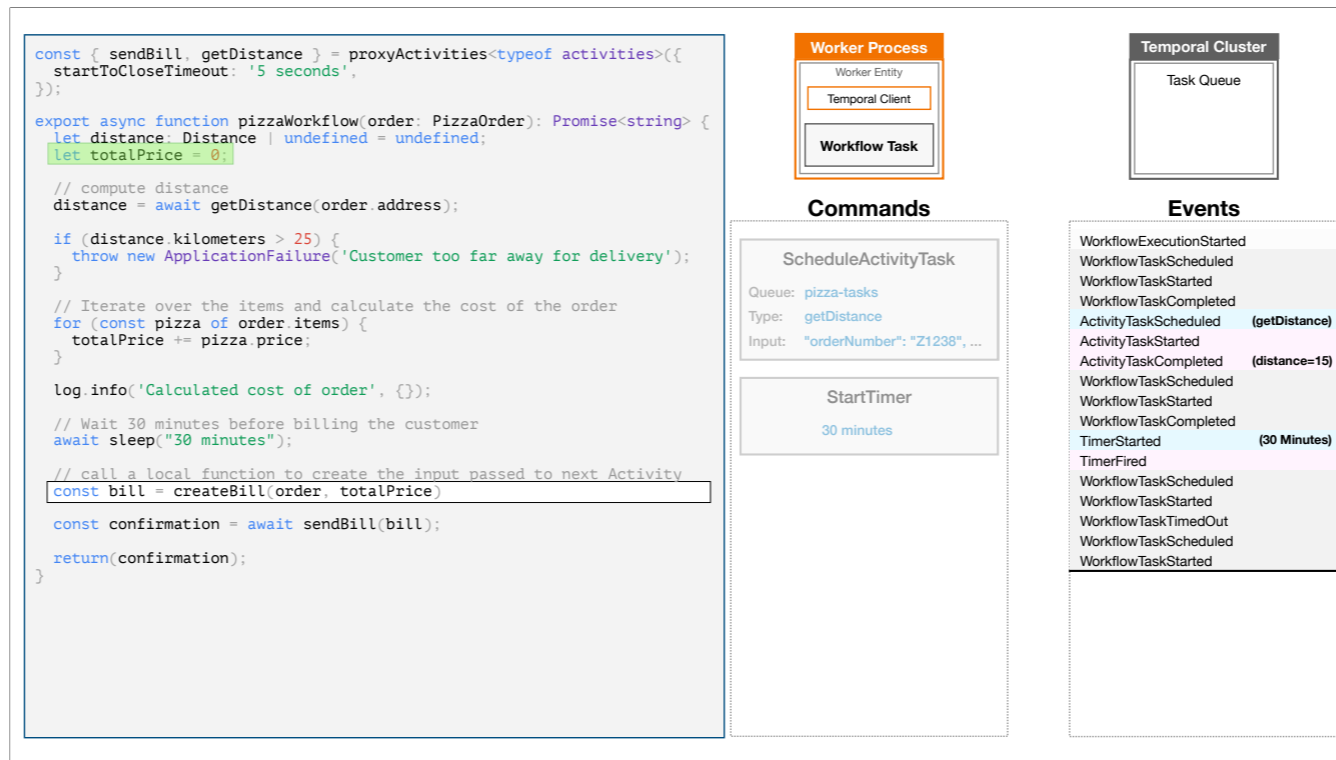 const { sendBill, getDistance } = proxyActivities<typeof activities>({
  startToCloseTimeout: '5 seconds',
});
export async function pizzaWorkflow(order: PizzaOrder): Promise<string> {
  let distance: Distance | undefined = undefined;
  let totalPrice = 0;
  // compute distance
  distance = await getDistance(order.address);
  if (distance.kilometers > 25) {
    throw new ApplicationFailure('Customer too far away for delivery');
  }
  // Iterate over the items and calculate the cost of the order
  for (const pizza of order.items) {
    totalPrice += pizza.price;
  }
  log.info('Calculated cost of order', {});
  // Wait 30 minutes before billing the customer
  await sleep("30 minutes");
  // call a local function to create the input passed to next Activity
  const bill = createBill(order, totalPrice)
  const confirmation = await sendBill(bill);
  return(confirmation);
}
Worker Process
Worker Entity
Temporal Client
Workflow Task
Commands
ScheduleActivityTask
Queue: pizza-tasks
Type: getDistance
Input: "orderNumber": "Z1238", ...
StartTimer
30 minutes
Temporal Cluster
Task Queue
Events
WorkflowExecutionStarted
WorkflowTaskScheduled
WorkflowTaskStarted
WorkflowTaskCompleted
ActivityTaskScheduled (getDistance)
ActivityTaskStarted
ActivityTaskCompleted (distance=15)
WorkflowTaskScheduled
WorkflowTaskStarted
WorkflowTaskCompleted
TimerStarted (30 Minutes)
TimerFired
WorkflowTaskScheduled
WorkflowTaskStarted
WorkflowTaskTimedOut
WorkflowTaskScheduled
WorkflowTaskStarted